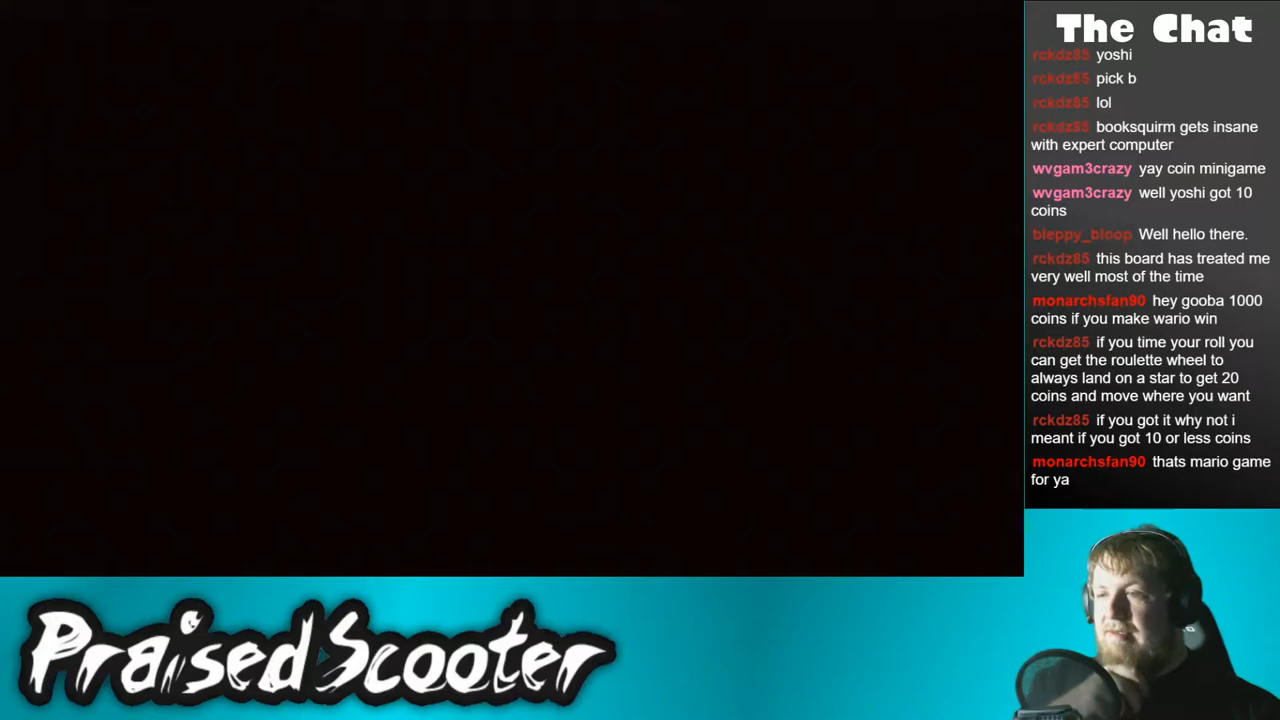 The Chat
rckdz85 yoshi
rckdz85 pick b
rckdz85 lol
rckdz85 booksquirm gets insane
with expert computer
wvgam3crazy yay coin minigame
wvgam3crazy well yoshi got 10
coins
bleppy_bloop Well hello there.
rckdz85 this board has treated me
very well most of the time
monarchsfan90 hey gooba 1000
coins if you make wario win
rckdz85 if you time your roll you
can get the roulette wheel to
always land on a star to get 20
coins and move where you want
rckdz85 if you got it why not i
meant if you got 10 or less coins
monarchsfan90 thats mario game
for ya
PraisedScooter